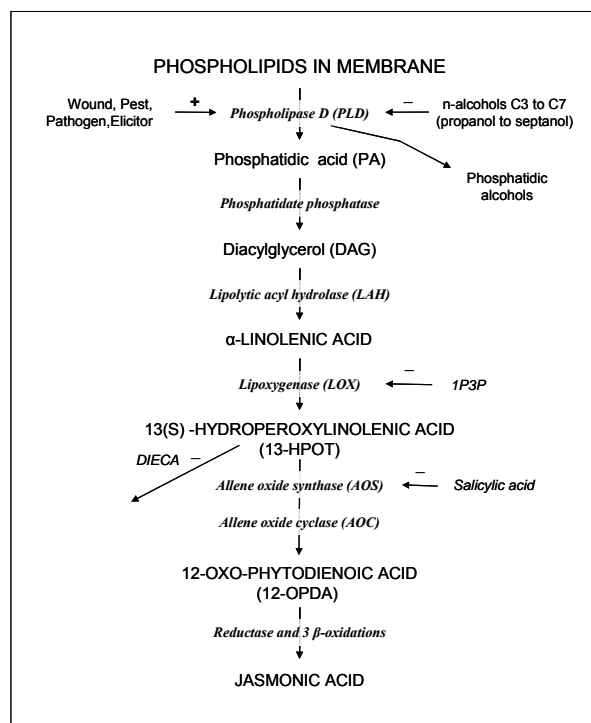 PHOSPHOLIPIDS IN MEMBRANE
Wound, Pest,
Pathogen,Elicitor
+
Phospholipase D (PLD)
–
n-alcohols C3 to C7
(propanol to septanol)
Phosphatidic acid (PA)
Phosphatidic
alcohols
Phosphatidate phosphatase
Diacylglycerol (DAG)
Lipolytic acyl hydrolase (LAH)
α-LINOLENIC ACID
Lipoxygenase (LOX)
–
1P3P
13(S) -HYDROPEROXYLINOLENIC ACID
(13-HPOT)
DIECA –
Allene oxide synthase (AOS)
–
Salicylic acid
Allene oxide cyclase (AOC)
12-OXO-PHYTODIENOIC ACID
(12-OPDA)
Reductase and 3 β-oxidations
JASMONIC ACID